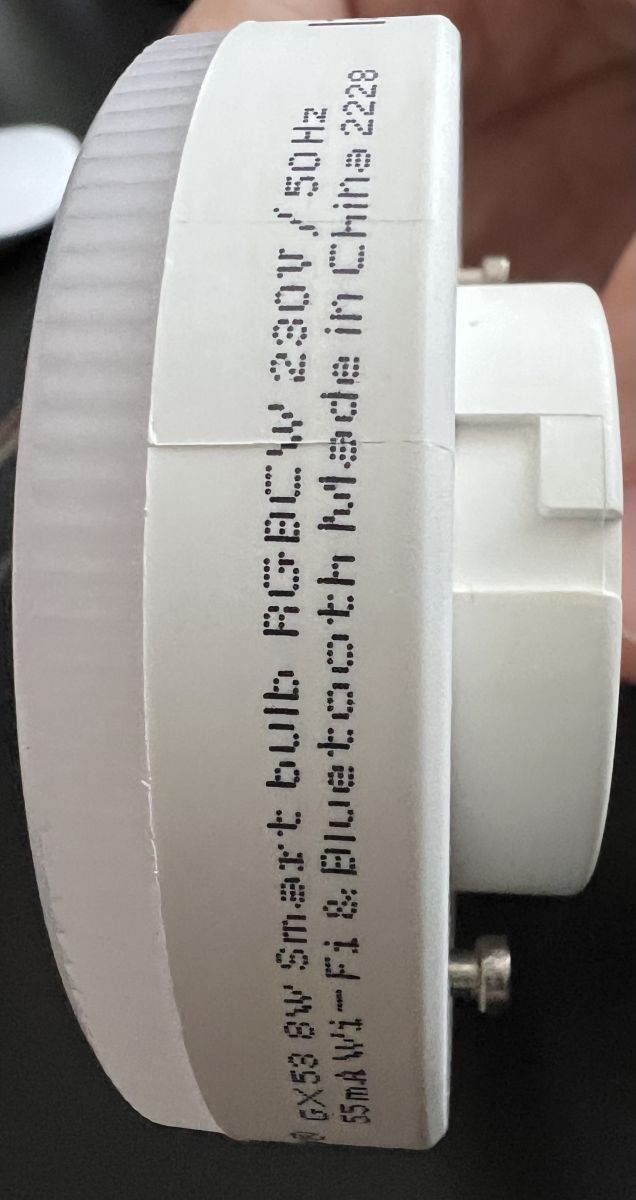 GX53 8W Smart bulb RGBCW 230V/50Hz
55mA Wi-Fi & Bluetooth Made in China 2228